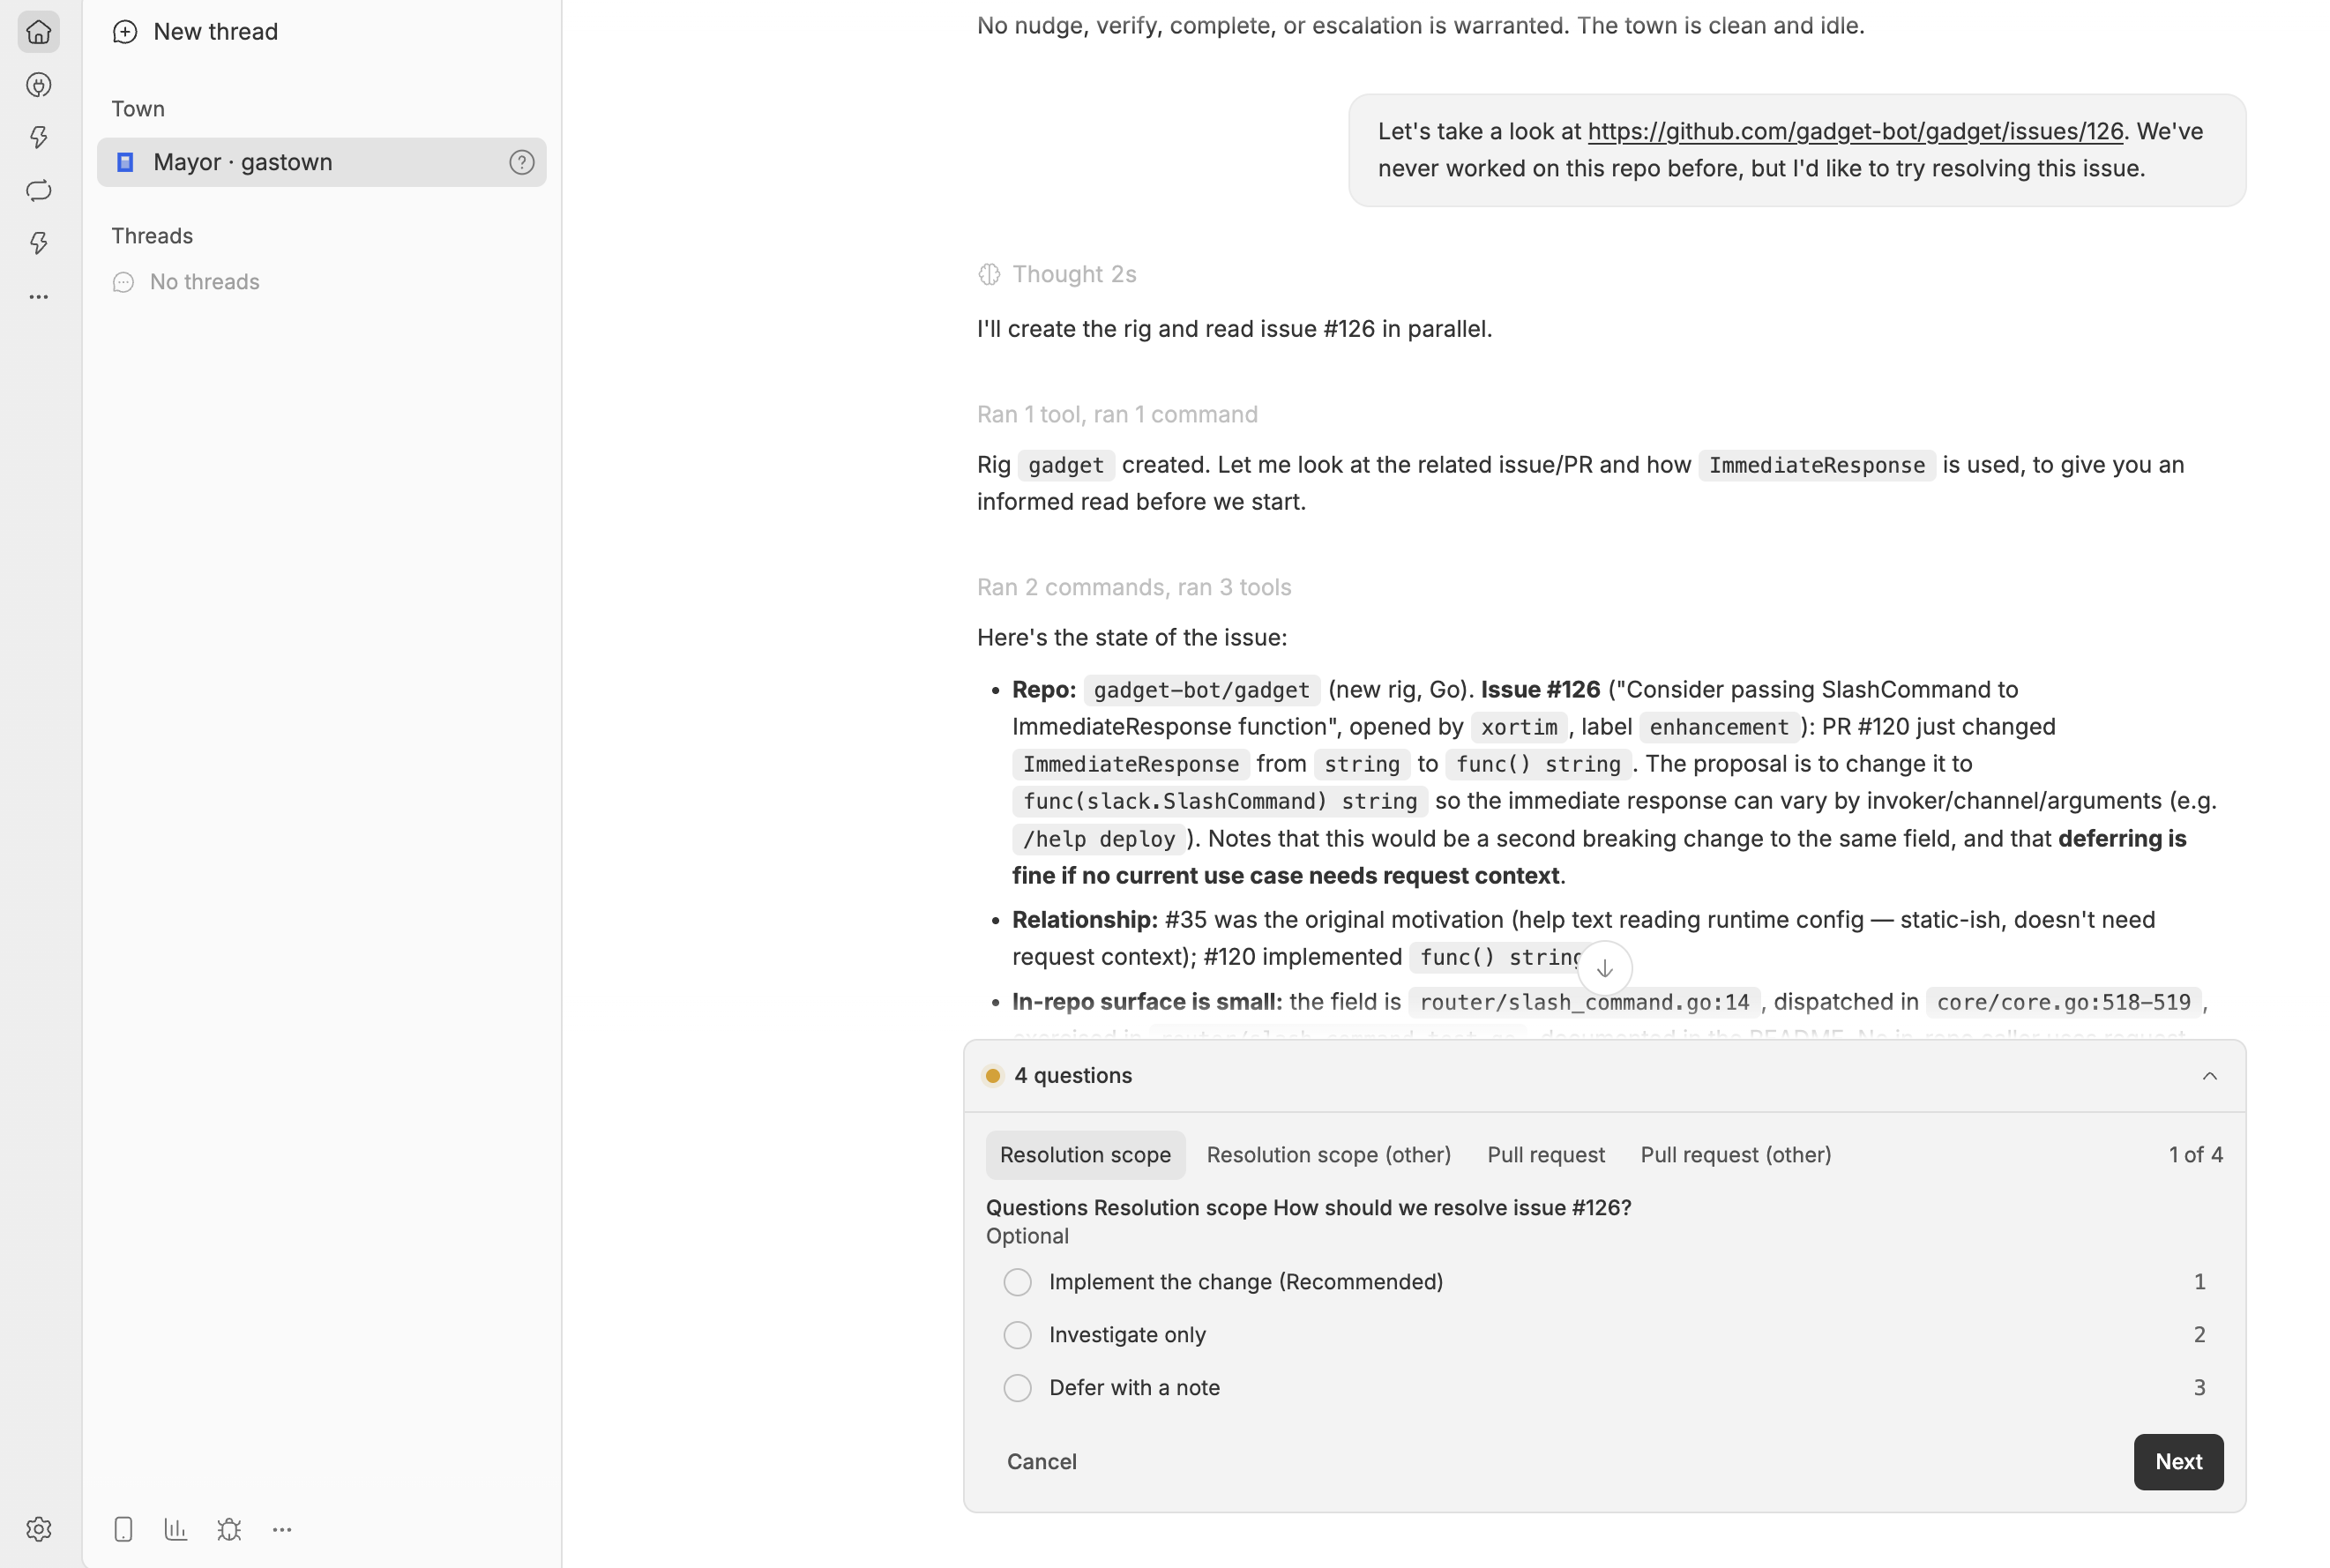 New thread
Town
Mayor · gastown
Threads
No threads
No nudge, verify, complete, or escalation is warranted. The town is clean and idle.
Let's take a look at https://github.com/gadget-bot/gadget/issues/126. We've
never worked on this repo before, but I'd like to try resolving this issue.
Thought 2s
I'll create the rig and read issue #126 in parallel.
Ran 1 tool, ran 1 command
Rig gadget created. Let me look at the related issue/PR and how ImmediateResponse is used, to give you an
informed read before we start.
Ran 2 commands, ran 3 tools
Here's the state of the issue:
• Repo: gadget-bot/gadget (new rig, Go). Issue #126 ("Consider passing SlashCommand to
ImmediateResponse function", opened by xortim, label enhancement): PR #120 just changed
ImmediateResponse from string to func() string. The proposal is to change it to
func(slack.SlashCommand) string so the immediate response can vary by invoker/channel/arguments (e.g.
/help deploy). Notes that this would be a second breaking change to the same field, and that deferring is
fine if no current use case needs request context.
• Relationship: #35 was the original motivation (help text reading runtime config — static-ish, doesn't need
request context); #120 implemented func() string
• In-repo surface is small: the field is router/slash_command.go:14, dispatched in core/core.go:518-519,
4 questions
Resolution scope Resolution scope (other) Pull request Pull request (other) 1 of 4
Questions Resolution scope How should we resolve issue #126?
Optional
Implement the change (Recommended) 1
Investigate only 2
Defer with a note 3
Cancel Next